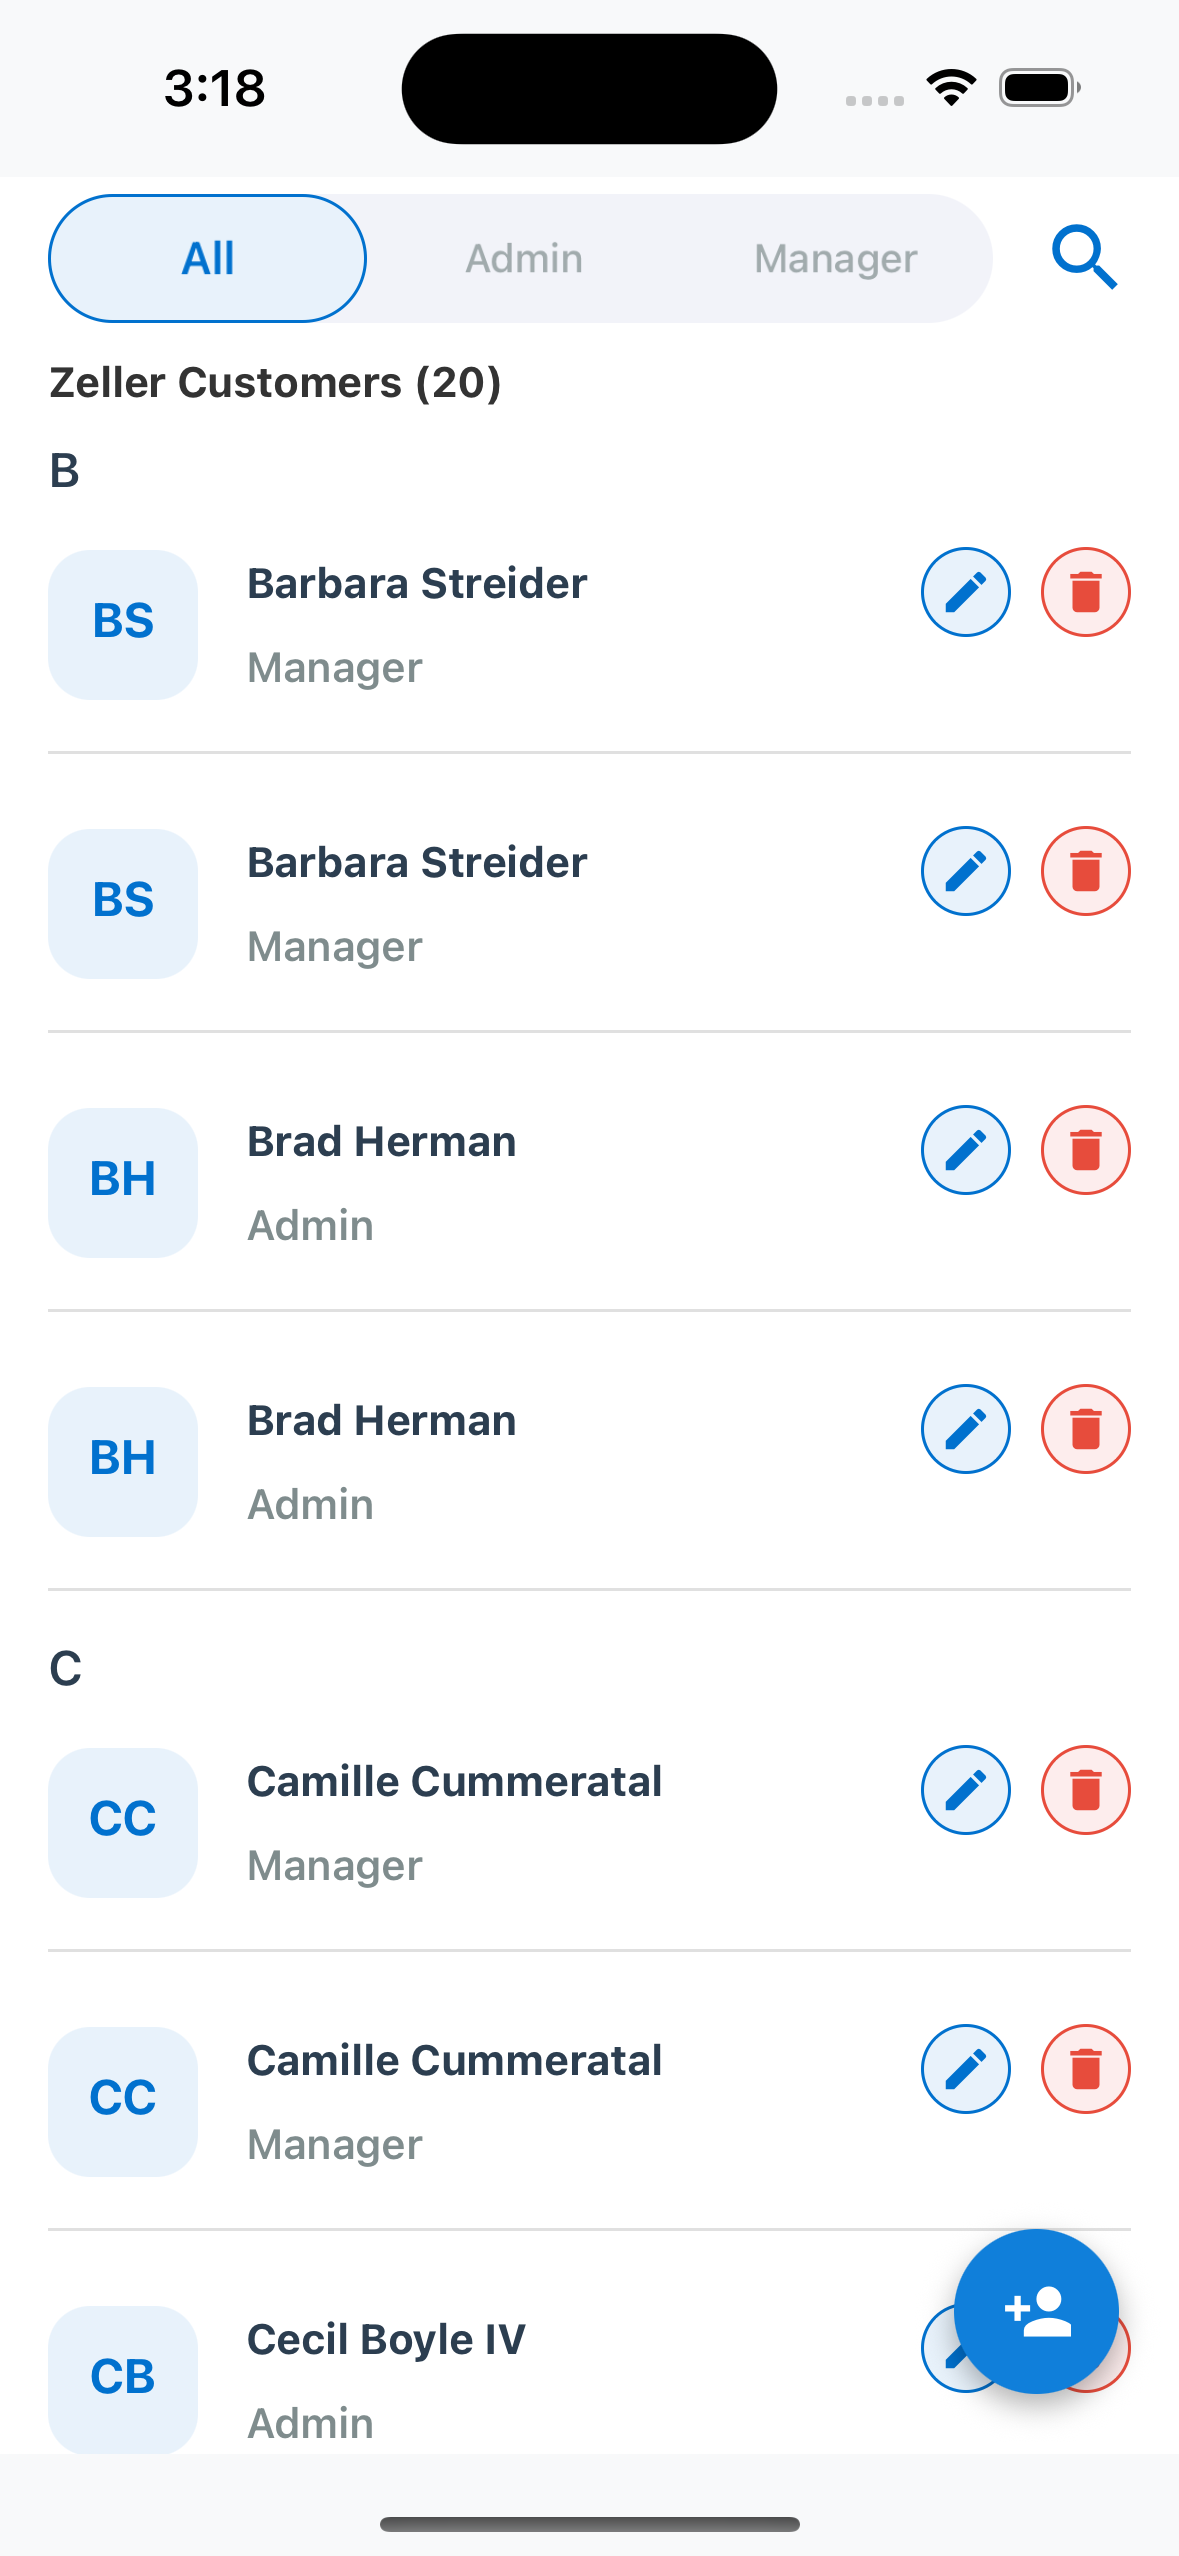 3:18
All Admin Manager
Zeller Customers (20)
B
BS
Barbara Streider
Manager
BS
Barbara Streider
Manager
BH
Brad Herman
Admin
BH
Brad Herman
Admin
C
CC
Camille Cummeratal
Manager
CC
Camille Cummeratal
Manager
CB
Cecil Boyle IV
Admin